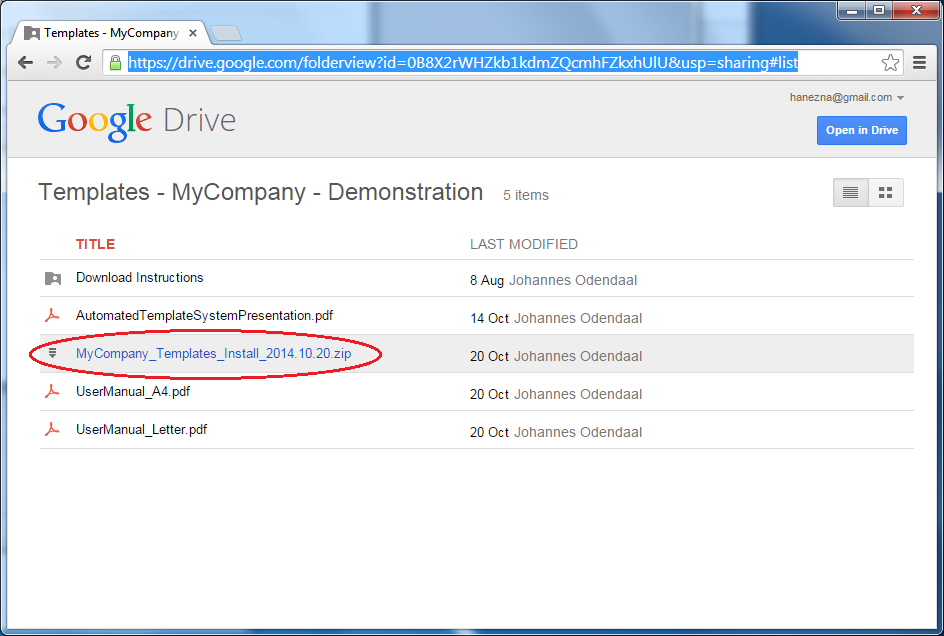 Templates - MyCompany
https://drive.google.com/folderview?id=0B8X2rWHZkb1kdmZQcmhFZkxhUlU&usp=sharing#list
hanezna@gmail.com
Google Drive
Open in Drive
Templates - MyCompany - Demonstration 5 items
TITLE LAST MODIFIED
Download Instructions 8 Aug Johannes Odendaal
AutomatedTemplateSystemPresentation.pdf 14 Oct Johannes Odendaal
MyCompany_Templates_Install_2014.10.20.zip 20 Oct Johannes Odendaal
UserManual_A4.pdf 20 Oct Johannes Odendaal
UserManual_Letter.pdf 20 Oct Johannes Odendaal